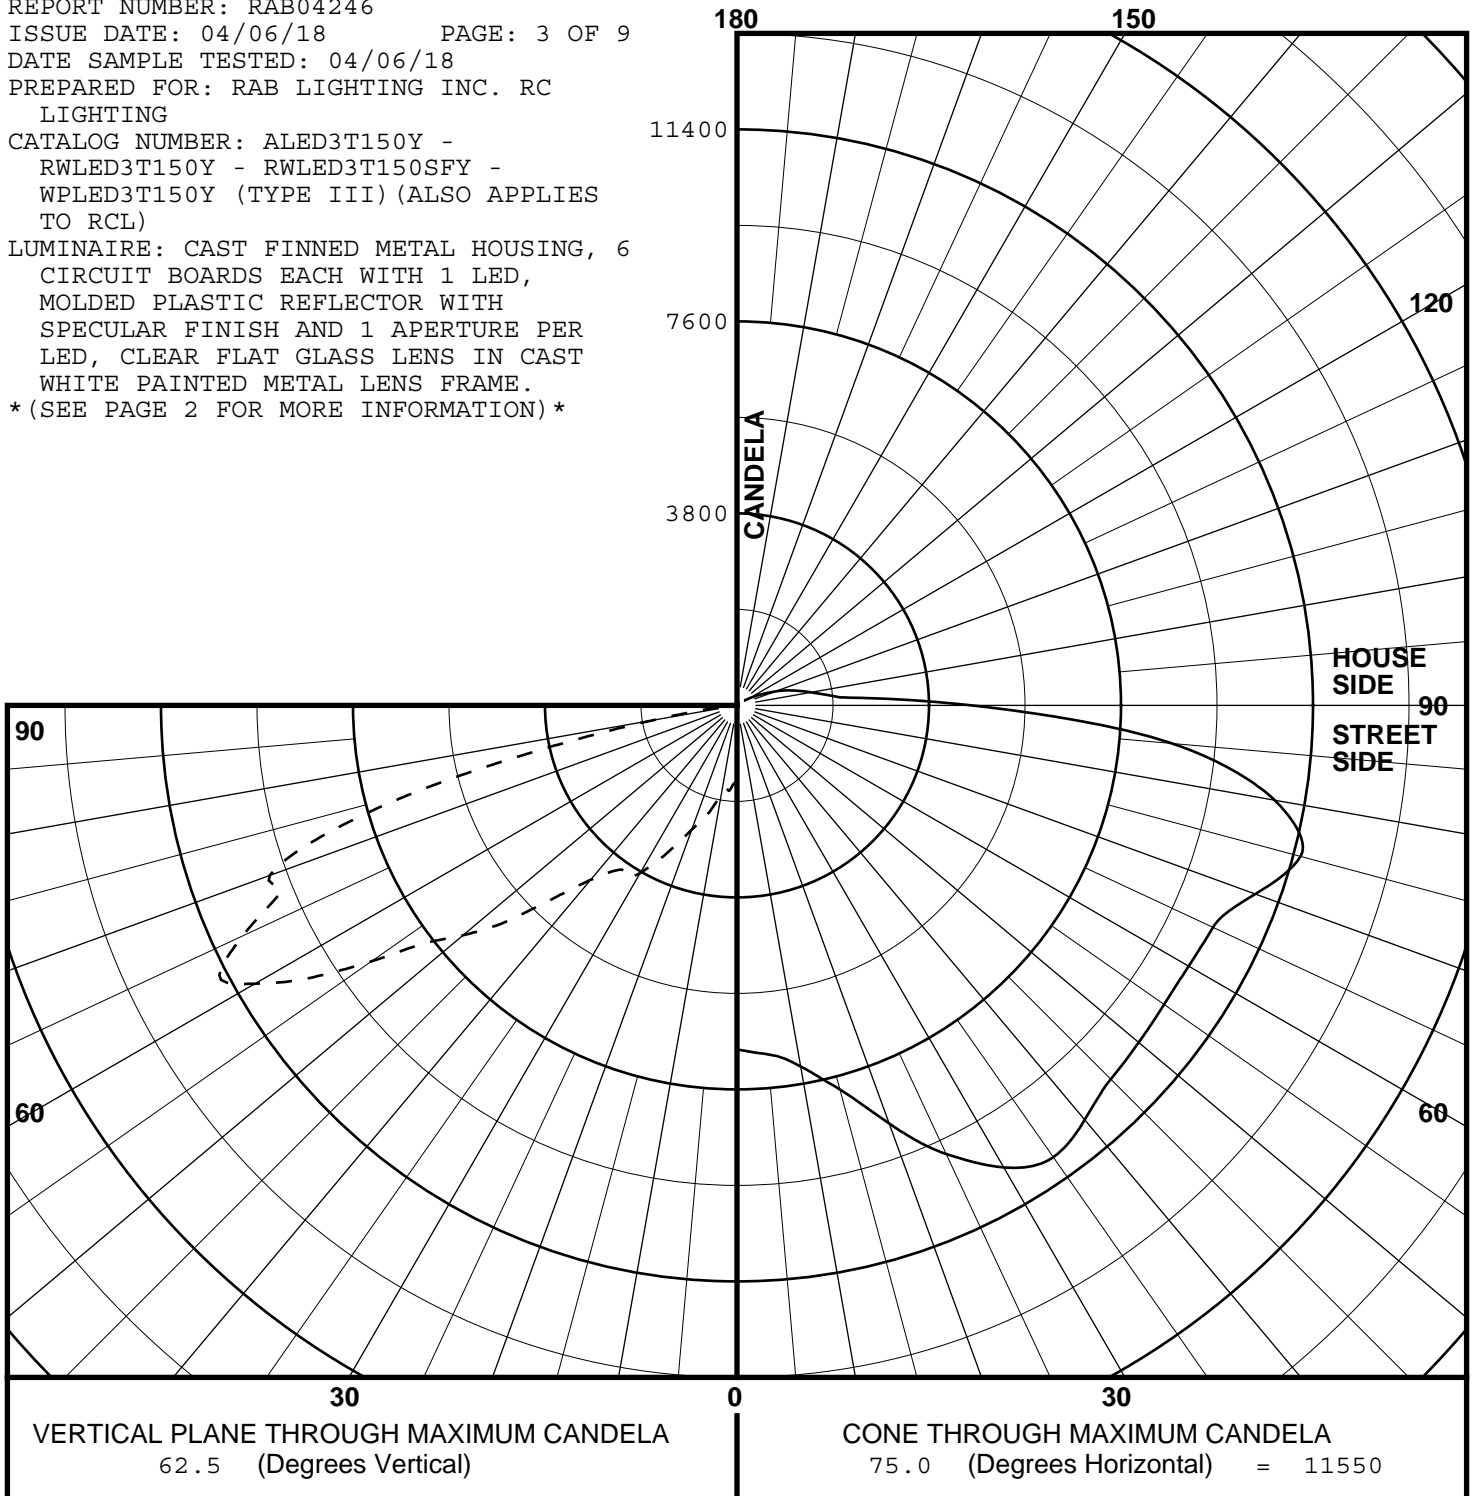 REPORT NUMBER: RAB04246
ISSUE DATE: 04/06/18 PAGE: 3 OF 9
DATE SAMPLE TESTED: 04/06/18
PREPARED FOR: RAB LIGHTING INC. RC
LIGHTING
CATALOG NUMBER: ALED3T150Y -
RWLED3T150Y - RWLED3T150SFY -
WPLED3T150Y (TYPE III)(ALSO APPLIES
TO RCL)
LUMINAIRE: CAST FINNED METAL HOUSING, 6
CIRCUIT BOARDS EACH WITH 1 LED,
MOLDED PLASTIC REFLECTOR WITH
SPECULAR FINISH AND 1 APERTURE PER
LED, CLEAR FLAT GLASS LENS IN CAST
WHITE PAINTED METAL LENS FRAME.
*(SEE PAGE 2 FOR MORE INFORMATION)*
180
150
11400
120
7600
CANDELA
3800
HOUSE
SIDE
90
90
STREET
SIDE
60
60
30
0
30
VERTICAL PLANE THROUGH MAXIMUM CANDELA
62.5 (Degrees Vertical)
CONE THROUGH MAXIMUM CANDELA
75.0 (Degrees Horizontal) = 11550